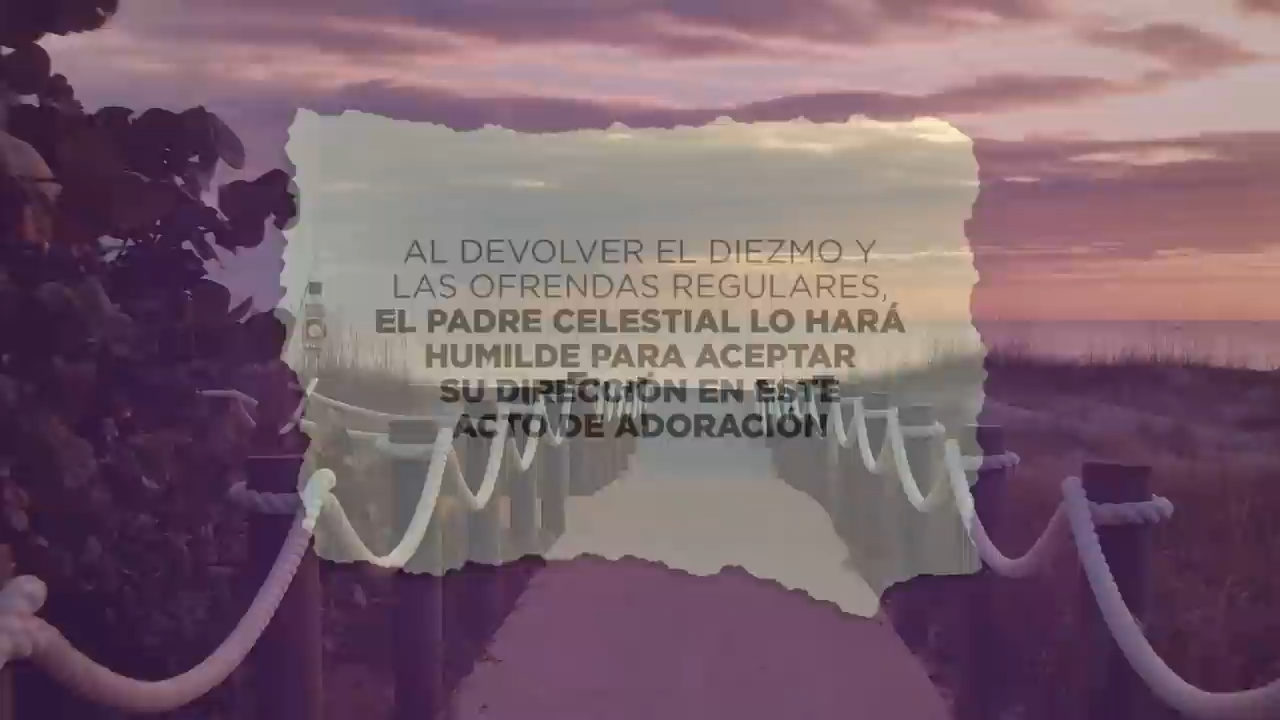 AL DEVOLVER EL DIEZMO Y
LAS OFRENDAS REGULARES,
EL PADRE CELESTIAL LO HARÁ
HUMILDE PARA ACEPTAR
SU DIRECCIÓN EN ESTE
ACTO DE ADORACIÓN